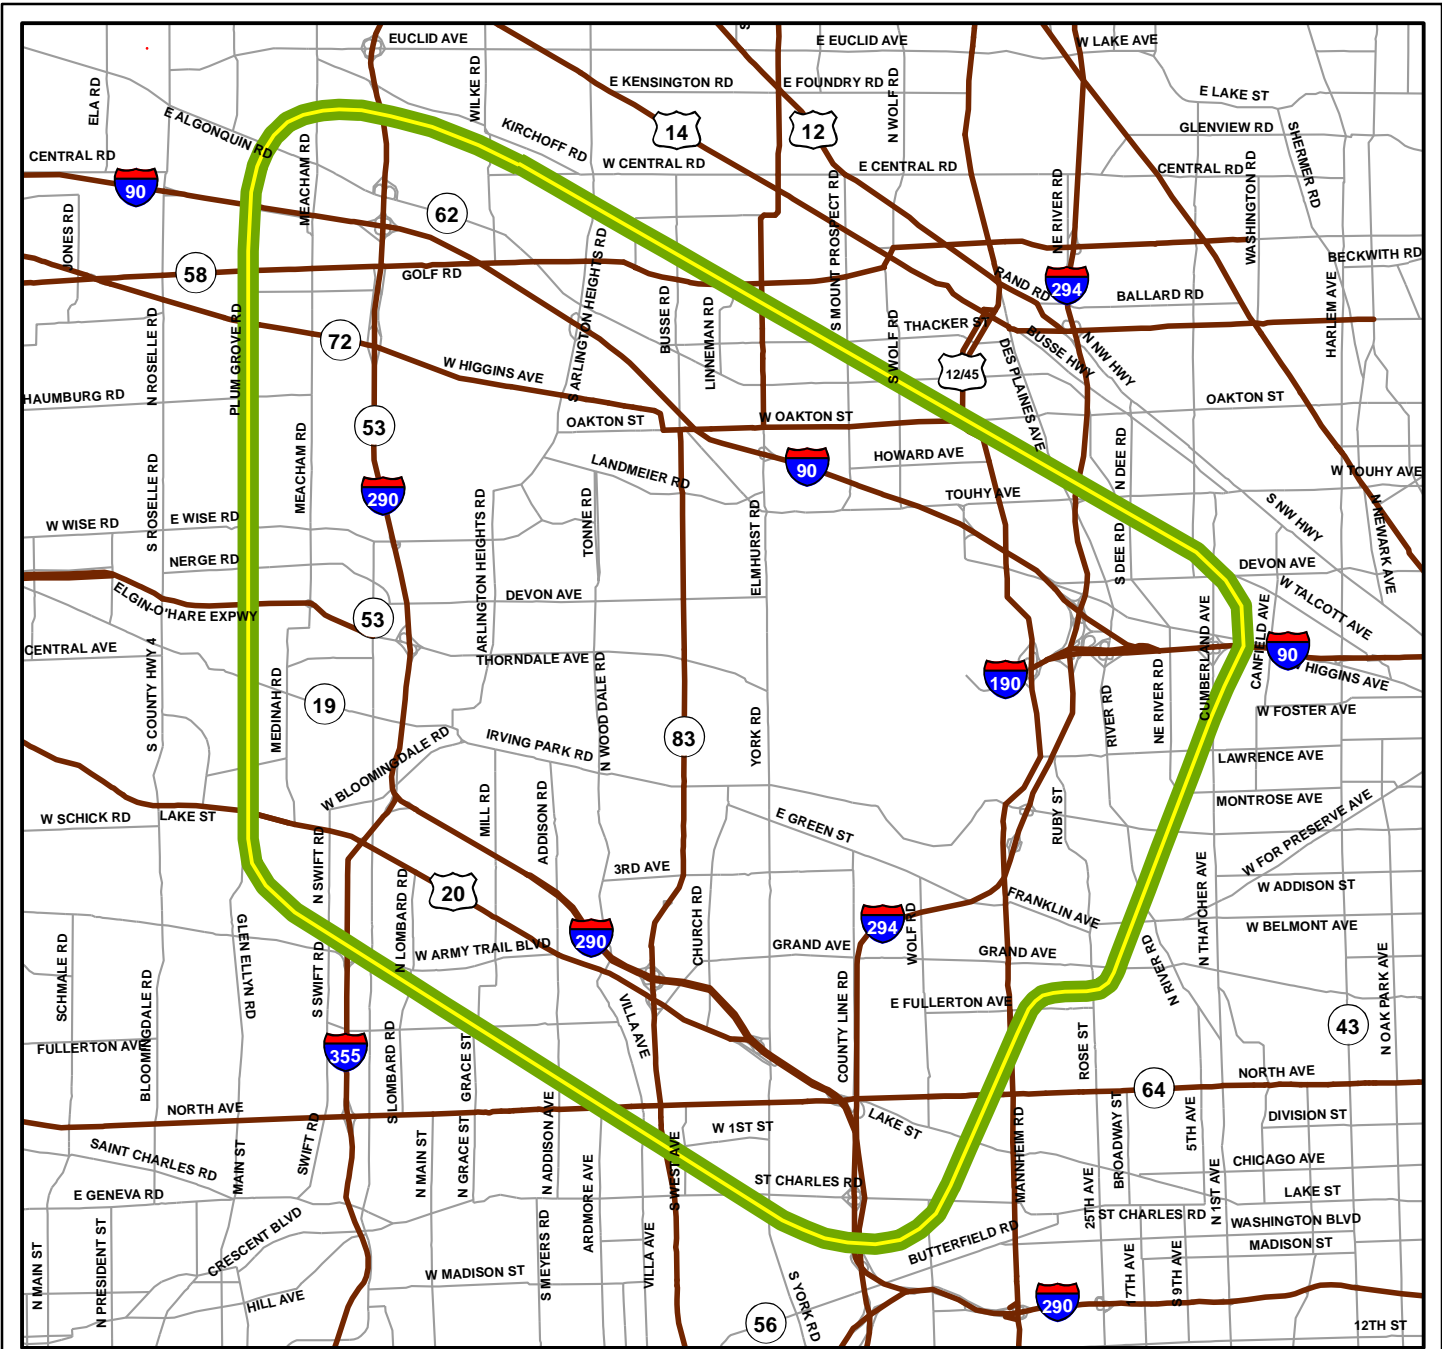 EUCLID AVE
E EUCLID AVE
W LAKE AVE
ELA RD
WILKE RD
E KENSINGTON RD
E FOUNDRY RD
N WOLF RD
E LAKE ST
E ALGONQUIN RD
KIRCHOFF RD
14
12
GLENVIEW RD
SHERMER RD
CENTRAL RD
MEACHAM RD
W CENTRAL RD
E CENTRAL RD
CENTRAL RD
WASHINGTON RD
90
62
JONES RD
S ARLINGTON HEIGHTS RD
S MOUNT PROSPECT RD
NE RIVER RD
BECKWITH RD
58
GOLF RD
RAND RD
294
BALLARD RD
HARLEM AVE
N ROSELLE RD
PLUM GROVE RD
72
BUSSE RD
LINNEMAN RD
THACKER ST
S WOLF RD
BUSSE HWY
N NW HWY
W HIGGINS AVE
12/45
DES PLAINES AVE
HAUMBURG RD
OAKTON ST
W OAKTON ST
OAKTON ST
53
MEACHAM RD
LANDMEIER RD
90
HOWARD AVE
N DEE RD
W TOUHY AVE
290
TOUHY AVE
S NW HWY
N NEWARK AVE
S ROSELLE RD
W WISE RD
E WISE RD
ARLINGTON HEIGHTS RD
TONNE RD
ELMHURST RD
S DEE RD
NERGE RD
DEVON AVE
DEVON AVE
W TALCOTT AVE
ELGIN-O'HARE EXPWY
53
CUMBERLAND AVE
CANFIELD AVE
CENTRAL AVE
S COUNTY HWY 4
THORNDALE AVE
N WOOD DALE RD
90
HIGGINS AVE
190
MEDINAH RD
19
RIVER RD
NE RIVER RD
W FOSTER AVE
W BLOOMINGDALE RD
IRVING PARK RD
83
YORK RD
LAWRENCE AVE
W SCHICK RD
LAKE ST
MILL RD
ADDISON RD
E GREEN ST
RUBY ST
MONTROSE AVE
W FOR PRESERVE AVE
N SWIFT RD
N LOMBARD RD
20
3RD AVE
CHURCH RD
N THATCHER AVE
W ADDISON ST
GLEN ELLYN RD
290
294
WOLF RD
FRANKLIN AVE
W BELMONT AVE
SCHMALE RD
S SWIFT RD
W ARMY TRAIL BLVD
GRAND AVE
GRAND AVE
N RIVER RD
BLOOMINGDALE RD
VILLA AVE
COUNTY LINE RD
E FULLERTON AVE
43
N OAK PARK AVE
FULLERTON AVE
355
S LOMBARD RD
GRACE ST
ROSE ST
NORTH AVE
64
NORTH AVE
SWIFT RD
MAIN ST
N MAIN ST
N GRACE ST
N ADDISON AVE
W 1ST ST
LAKE ST
MANNHEIM RD
BROADWAY ST
5TH AVE
DIVISION ST
SAINT CHARLES RD
ARDMORE AVE
S WEST AVE
ST CHARLES RD
25TH AVE
N 1ST AVE
CHICAGO AVE
E GENEVA RD
LAKE ST
N MAIN ST
N PRESIDENT ST
CRESCENT BLVD
S MEYERS RD
VILLA AVE
BUTTERFIELD RD
ST CHARLES RD
WASHINGTON BLVD
MADISON ST
W MADISON ST
HILL AVE
S YORK RD
290
17TH AVE
S 9TH AVE
56
12TH ST